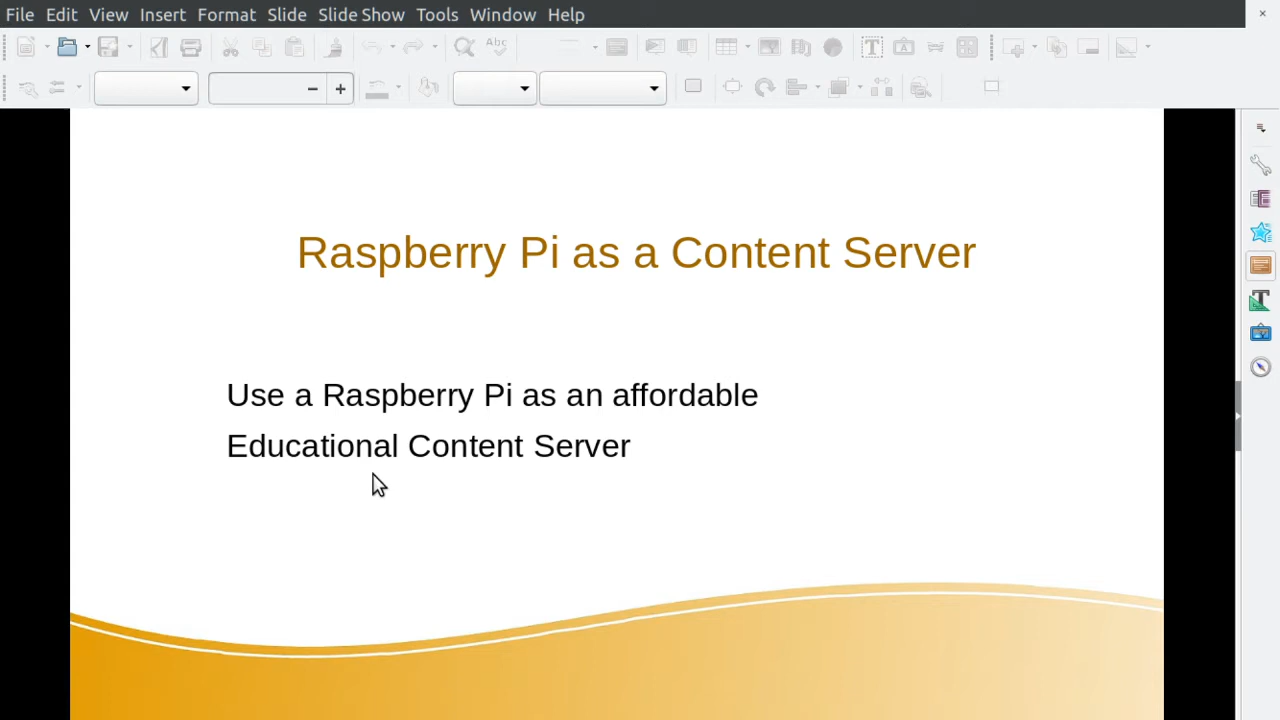 File Edit View Insert Format Slide Slide Show Tools Window Help
Raspberry Pi as a Content Server
Use a Raspberry Pi as an affordable
Educational Content Server